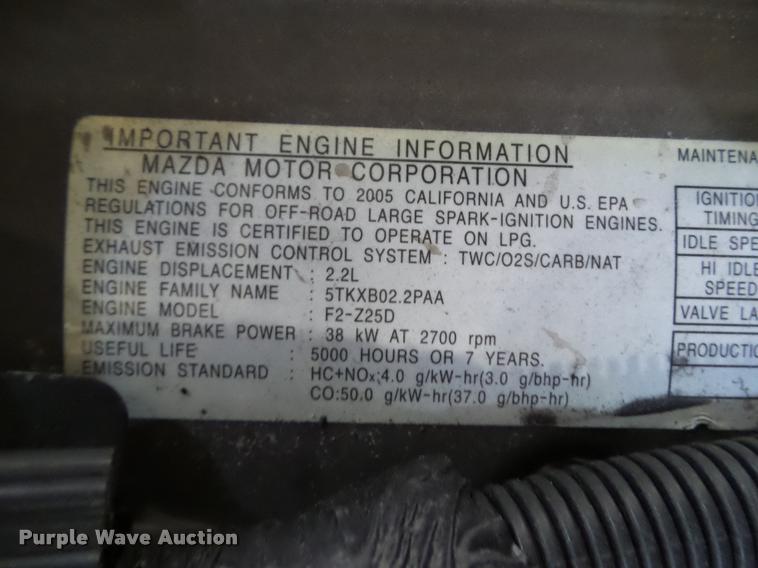 IMPORTANT ENGINE INFORMATION
MAZDA MOTOR CORPORATION
THIS ENGINE CONFORMS TO 2005 CALIFORNIA AND U.S. EPA
REGULATIONS FOR OFF-ROAD LARGE SPARK-IGNITION ENGINES.
THIS ENGINE IS CERTIFIED TO OPERATE ON LPG.
EXHAUST EMISSION CONTROL SYSTEM : TWC/O2S/CARB/NAT
ENGINE DISPLACEMENT : 2.2L
ENGINE FAMILY NAME : 5TKXB02.2PAA
ENGINE MODEL : F2-Z25D
MAXIMUM BRAKE POWER : 38 kW AT 2700 rpm
USEFUL LIFE : 5000 HOURS OR 7 YEARS.
EMISSION STANDARD : HC+NOx;4.0 g/kW-hr(3.0 g/bhp-hr)
CO:50.0 g/kW-hr(37.0 g/bhp-hr)
MAINTENA
IGNITIO
TIMING
IDLE SPE
HI IDLE
SPEED
VALVE LA
PRODUCTIO
Purple Wave Auction